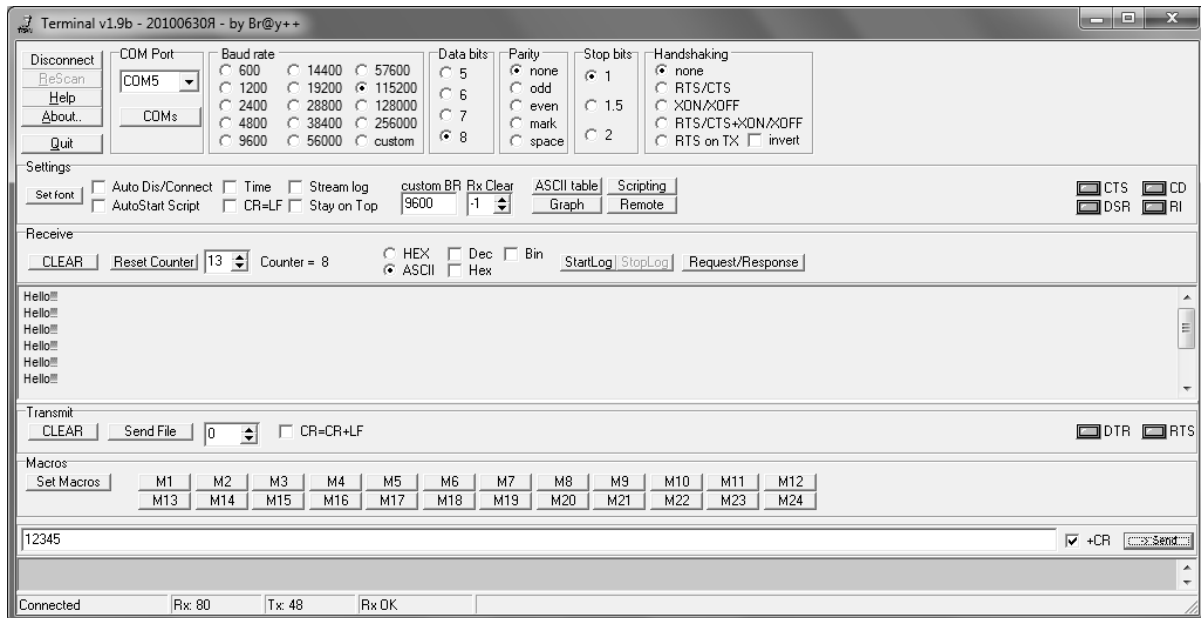 Terminal v1.9b - 20100630Я - by Br@y++
Disconnect
ReScan
Help
About..
Quit
COM Port
COM5
COMs
Baud rate
600 14400 57600
1200 19200 115200
2400 28800 128000
4800 38400 256000
9600 56000 custom
Data bits
5
6
7
8
Parity
none
odd
even
mark
space
Stop bits
1
1.5
2
Handshaking
none
RTS/CTS
XON/XOFF
RTS/CTS+XON/XOFF
RTS on TX invert
Settings
Set font
Auto Dis/Connect Time Stream log
AutoStart Script CR=LF Stay on Top
custom BR Rx Clear
9600 -1
ASCII table Scripting
Graph Remote
CTS CD
DSR RI
Receive
CLEAR Reset Counter 13 Counter = 8
HEX Dec Bin
ASCII Hex
StartLog StopLog Request/Response
Hello!!!
Hello!!!
Hello!!!
Hello!!!
Hello!!!
Hello!!!
Transmit
CLEAR Send File 0 CR=CR+LF DTR RTS
Macros
Set Macros M1 M2 M3 M4 M5 M6 M7 M8 M9 M10 M11 M12
M13 M14 M15 M16 M17 M18 M19 M20 M21 M22 M23 M24
12345 +CR -> Send
Connected Rx: 80 Tx: 48 Rx OK